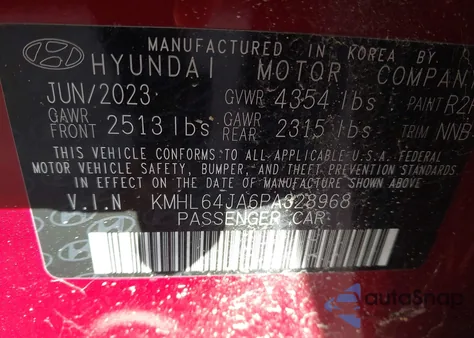 MANUFACTURED IN KOREA BY
HYUNDAI MOTOR COMPAN
JUN/2023 GVWR 4354 lbs PAINT R2
GAWR FRONT 2513 lbs GAWR REAR 2315 lbs TRIM NNB
THIS VEHICLE CONFORMS TO ALL APPLICABLE U.S.A. FEDERAL
MOTOR VEHICLE SAFETY, BUMPER, AND THEFT PREVENTION STANDARDS
IN EFFECT ON THE DATE OF MANUFACTURE SHOWN ABOVE.
V.I.N KMHL64JA6PA328968
PASSENGER CAR
autoSnap